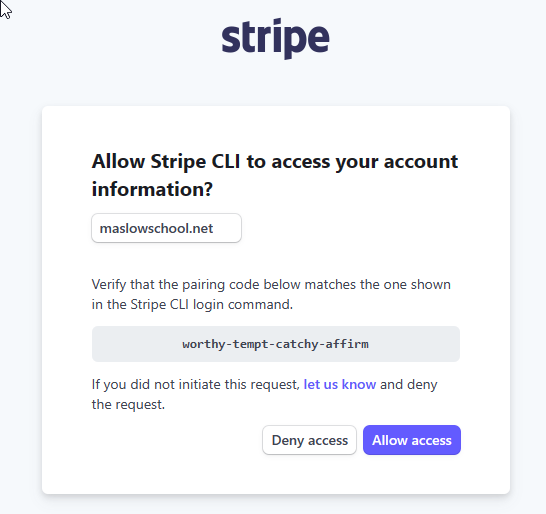 stripe
Allow Stripe CLI to access your account
information?
maslowschool.net
Verify that the pairing code below matches the one shown
in the Stripe CLI login command.
worthy-tempt-catchy-affirm
If you did not initiate this request, let us know and deny
the request.
Deny access
Allow access